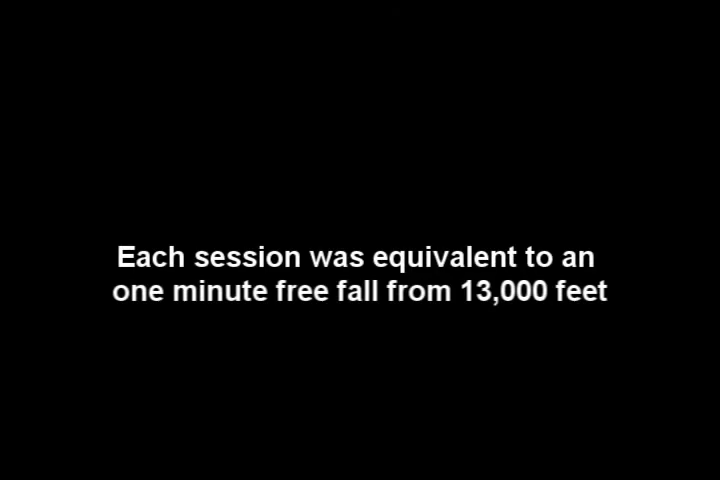 Each session was equivalent to an
one minute free fall from 13,000 feet